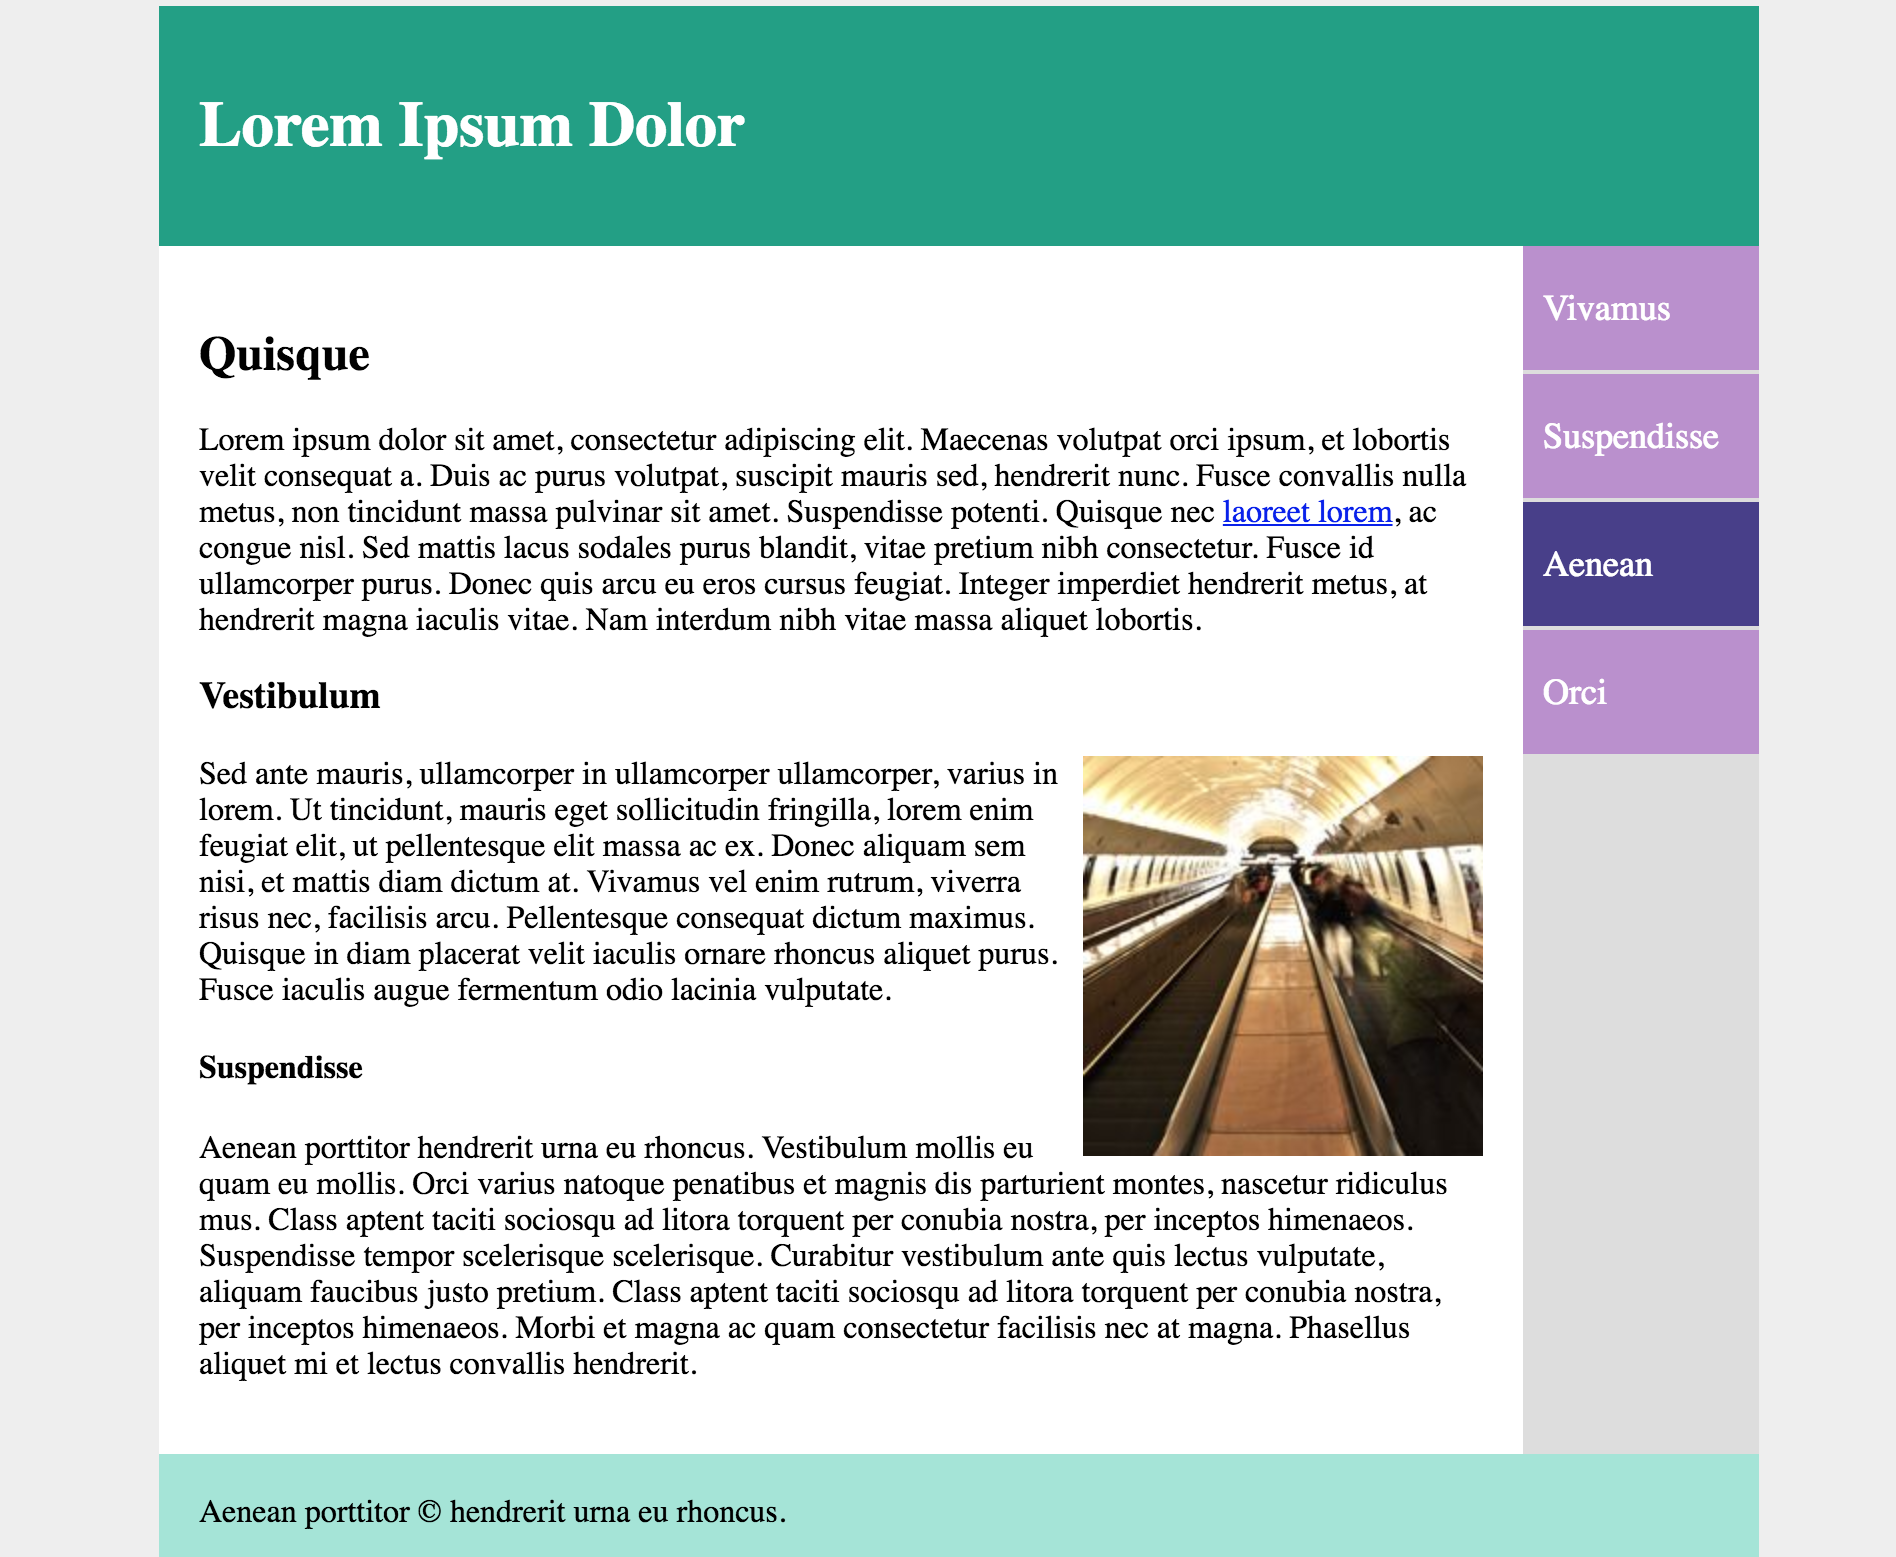 Lorem Ipsum Dolor
Quisque
Lorem ipsum dolor sit amet, consectetur adipiscing elit. Maecenas volutpat orci ipsum, et lobortis
velit consequat a. Duis ac purus volutpat, suscipit mauris sed, hendrerit nunc. Fusce convallis nulla
metus, non tincidunt massa pulvinar sit amet. Suspendisse potenti. Quisque nec laoreet lorem, ac
congue nisl. Sed mattis lacus sodales purus blandit, vitae pretium nibh consectetur. Fusce id
ullamcorper purus. Donec quis arcu eu eros cursus feugiat. Integer imperdiet hendrerit metus, at
hendrerit magna iaculis vitae. Nam interdum nibh vitae massa aliquet lobortis.
Vestibulum
Sed ante mauris, ullamcorper in ullamcorper ullamcorper, varius in
lorem. Ut tincidunt, mauris eget sollicitudin fringilla, lorem enim
feugiat elit, ut pellentesque elit massa ac ex. Donec aliquam sem
nisi, et mattis diam dictum at. Vivamus vel enim rutrum, viverra
risus nec, facilisis arcu. Pellentesque consequat dictum maximus.
Quisque in diam placerat velit iaculis ornare rhoncus aliquet purus.
Fusce iaculis augue fermentum odio lacinia vulputate.
Suspendisse
Aenean porttitor hendrerit urna eu rhoncus. Vestibulum mollis eu
quam eu mollis. Orci varius natoque penatibus et magnis dis parturient montes, nascetur ridiculus
mus. Class aptent taciti sociosqu ad litora torquent per conubia nostra, per inceptos himenaeos.
Suspendisse tempor scelerisque scelerisque. Curabitur vestibulum ante quis lectus vulputate,
aliquam faucibus justo pretium. Class aptent taciti sociosqu ad litora torquent per conubia nostra,
per inceptos himenaeos. Morbi et magna ac quam consectetur facilisis nec at magna. Phasellus
aliquet mi et lectus convallis hendrerit.
Vivamus
Suspendisse
Aenean
Orci
Aenean porttitor © hendrerit urna eu rhoncus.